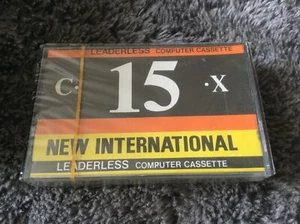 LEADERLESS COMPUTER CASSETTE
C· 15 ·X
NEW INTERNATIONAL
LEADERLESS COMPUTER CASSETTE